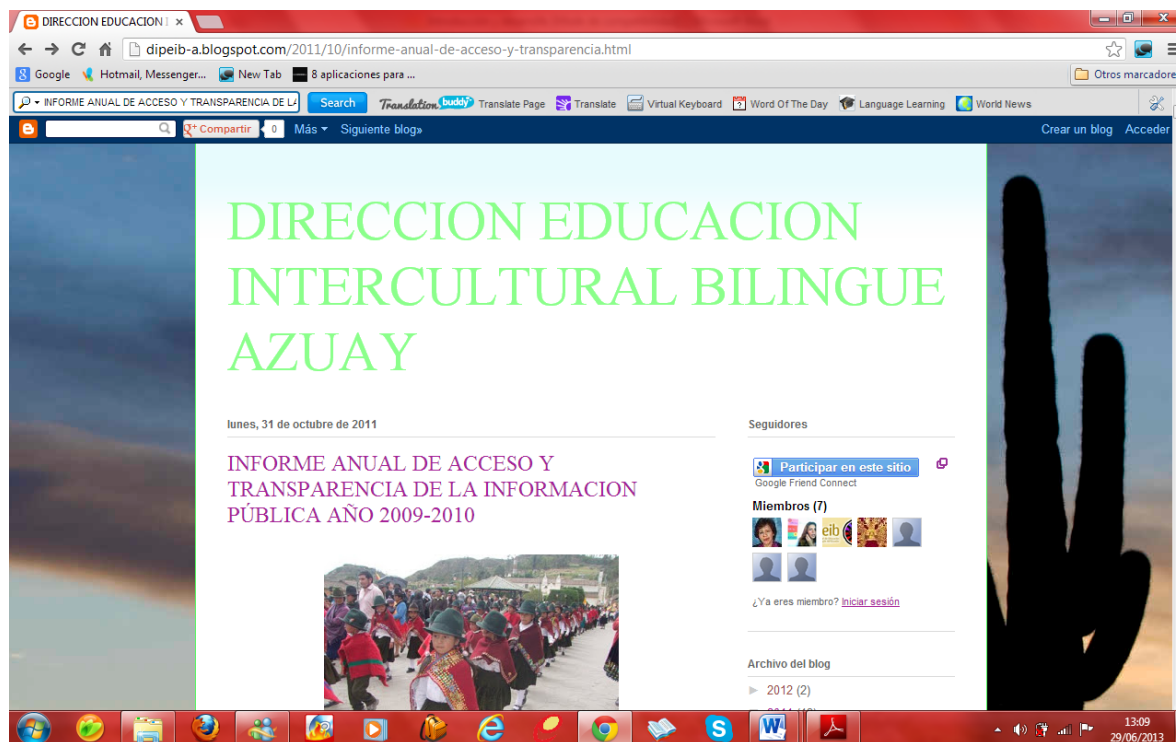 DIRECCION EDUCACION I
dipeib-a.blogspot.com/2011/10/informe-anual-de-acceso-y-transparencia.html
Google Hotmail, Messenger... New Tab 8 aplicaciones para ... Otros marcadore
INFORME ANUAL DE ACCESO Y TRANSPARENCIA DE LA Search Translation buddy Translate Page Translate Virtual Keyboard Word Of The Day Language Learning World News
Compartir 0 Más Siguiente blog» Crear un blog Acceder
DIRECCION EDUCACION
INTERCULTURAL BILINGUE
AZUAY
lunes, 31 de octubre de 2011
INFORME ANUAL DE ACCESO Y
TRANSPARENCIA DE LA INFORMACION
PÚBLICA AÑO 2009-2010
Seguidores
Participar en este sitio
Google Friend Connect
Miembros (7)
eib
¿Ya eres miembro? Iniciar sesión
Archivo del blog
► 2012 (2)
13:09
29/06/2013